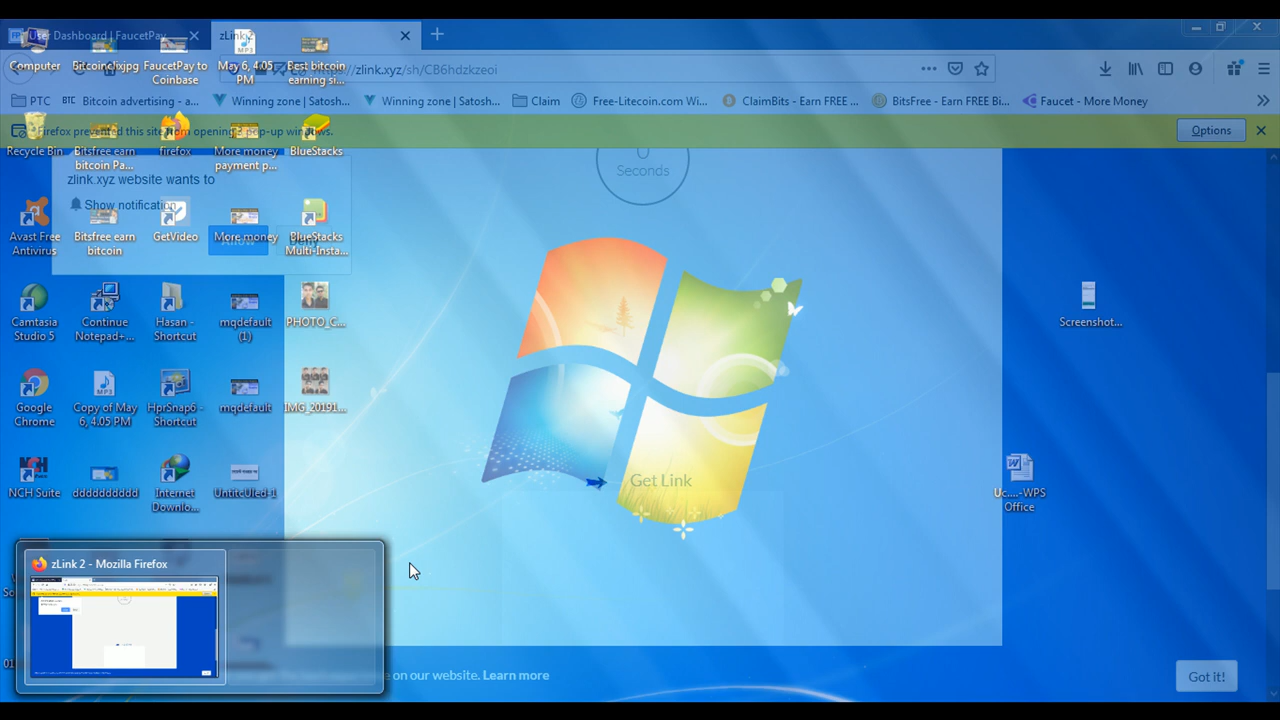 User Dashboard | FaucetPay
zLink 2
https://zlink.xyz/sh/CB6hdzkzeoi
PTC
BTC Bitcoin advertising - a...
Winning zone | Satosh...
Winning zone | Satosh...
Claim
Free-Litecoin.com Wi...
ClaimBits - Earn FREE ...
BitsFree - Earn FREE Bi...
Faucet - More Money
Firefox prevented this site from opening 3 pop-up windows.
Options
zlink.xyz website wants to
Show notification
Computer
FaucetPay to
Coinbase
May 6, 4.05
PM
Best bitcoin
earning si...
Recycle Bin
Bitsfree earn
bitcoin Pa...
firefox
More money
payment p...
BlueStacks
Avast Free
Antivirus
Bitsfree earn
bitcoin
GetVideo
More money
BlueStacks
Multi-Insta...
Camtasia
Studio 5
Continue
Notepad+...
Hasan -
Shortcut
mqdefault
(1)
PHOTO_C...
Google
Chrome
Copy of May
6, 4.05 PM
HprSnap6 -
Shortcut
mqdefault
IMG_20191...
NCH Suite
dddddddddd
Internet
Downlo...
UntitcUled-1
0
Seconds
Get Link
Screenshot...
Uc....-WPS
Office
zLink 2 - Mozilla Firefox
e on our website. Learn more
Got it!